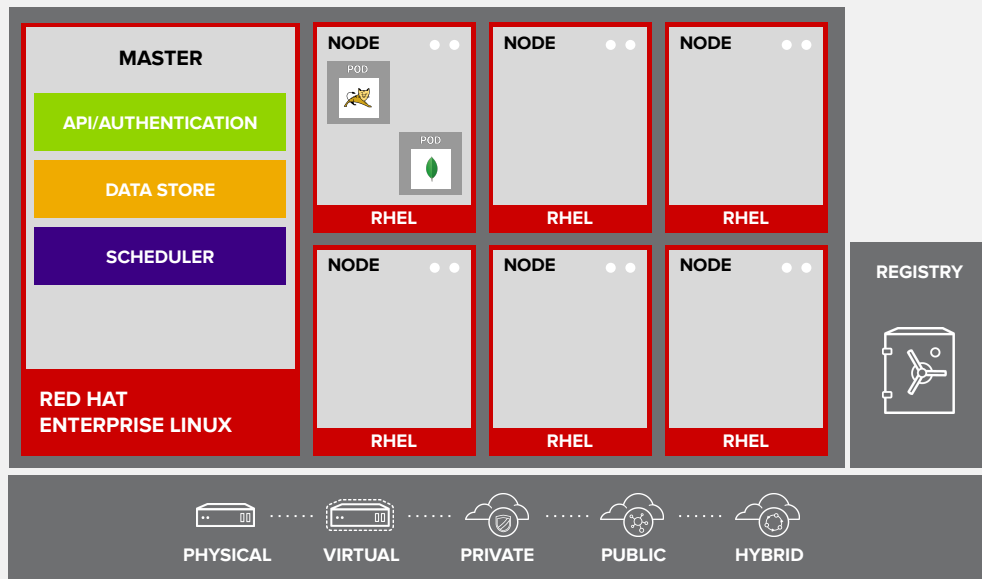 MASTER
API/AUTHENTICATION
DATA STORE
SCHEDULER
RED HAT
ENTERPRISE LINUX
NODE
POD
POD
RHEL
NODE
RHEL
NODE
RHEL
NODE
RHEL
NODE
RHEL
NODE
RHEL
REGISTRY
PHYSICAL
VIRTUAL
PRIVATE
PUBLIC
HYBRID